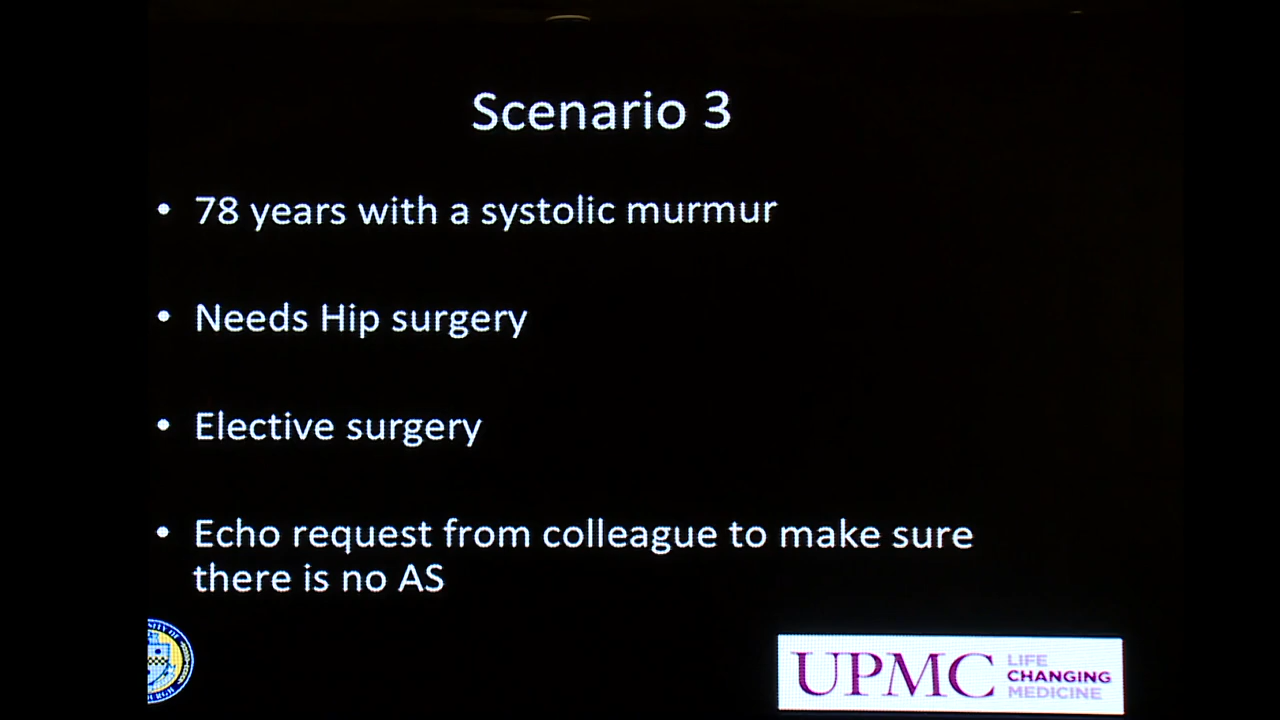 Scenario 3
• 78 years with a systolic murmur
• Needs Hip surgery
• Elective surgery
• Echo request from colleague to make sure
there is no AS
UPMC LIFE
CHANGING
MEDICINE